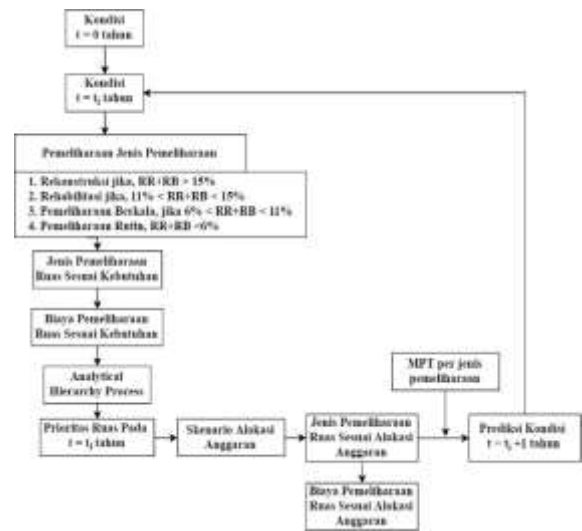 Kondisi
t = 0 tahun
Kondisi
t = ti tahun
Pemeliharaan Jenis Pemeliharaan
1. Rekonstruksi jika, RR+RB > 15%
2. Rehabilitasi jika, 11% < RR+RB < 15%
3. Pemeliharaan Berkala, jika 6% < RR+RB < 11%
4. Pemeliharaan Rutin, RR+RB <6%
Jenis Pemeliharaan
Ruas Sesuai Kebutuhan
Biaya Pemeliharaan
Ruas Sesuai Kebutuhan
Analytical
Hierarchy Process
Prioritas Ruas Pada
t = ti tahun
Skenario Alokasi
Anggaran
Jenis Pemeliharaan
Ruas Sesuai Alokasi
Anggaran
Biaya Pemeliharaan
Ruas Sesuai Alokasi
Anggaran
MPT per jenis
pemeliharaan
Prediksi Kondisi
t = ti +1 tahun